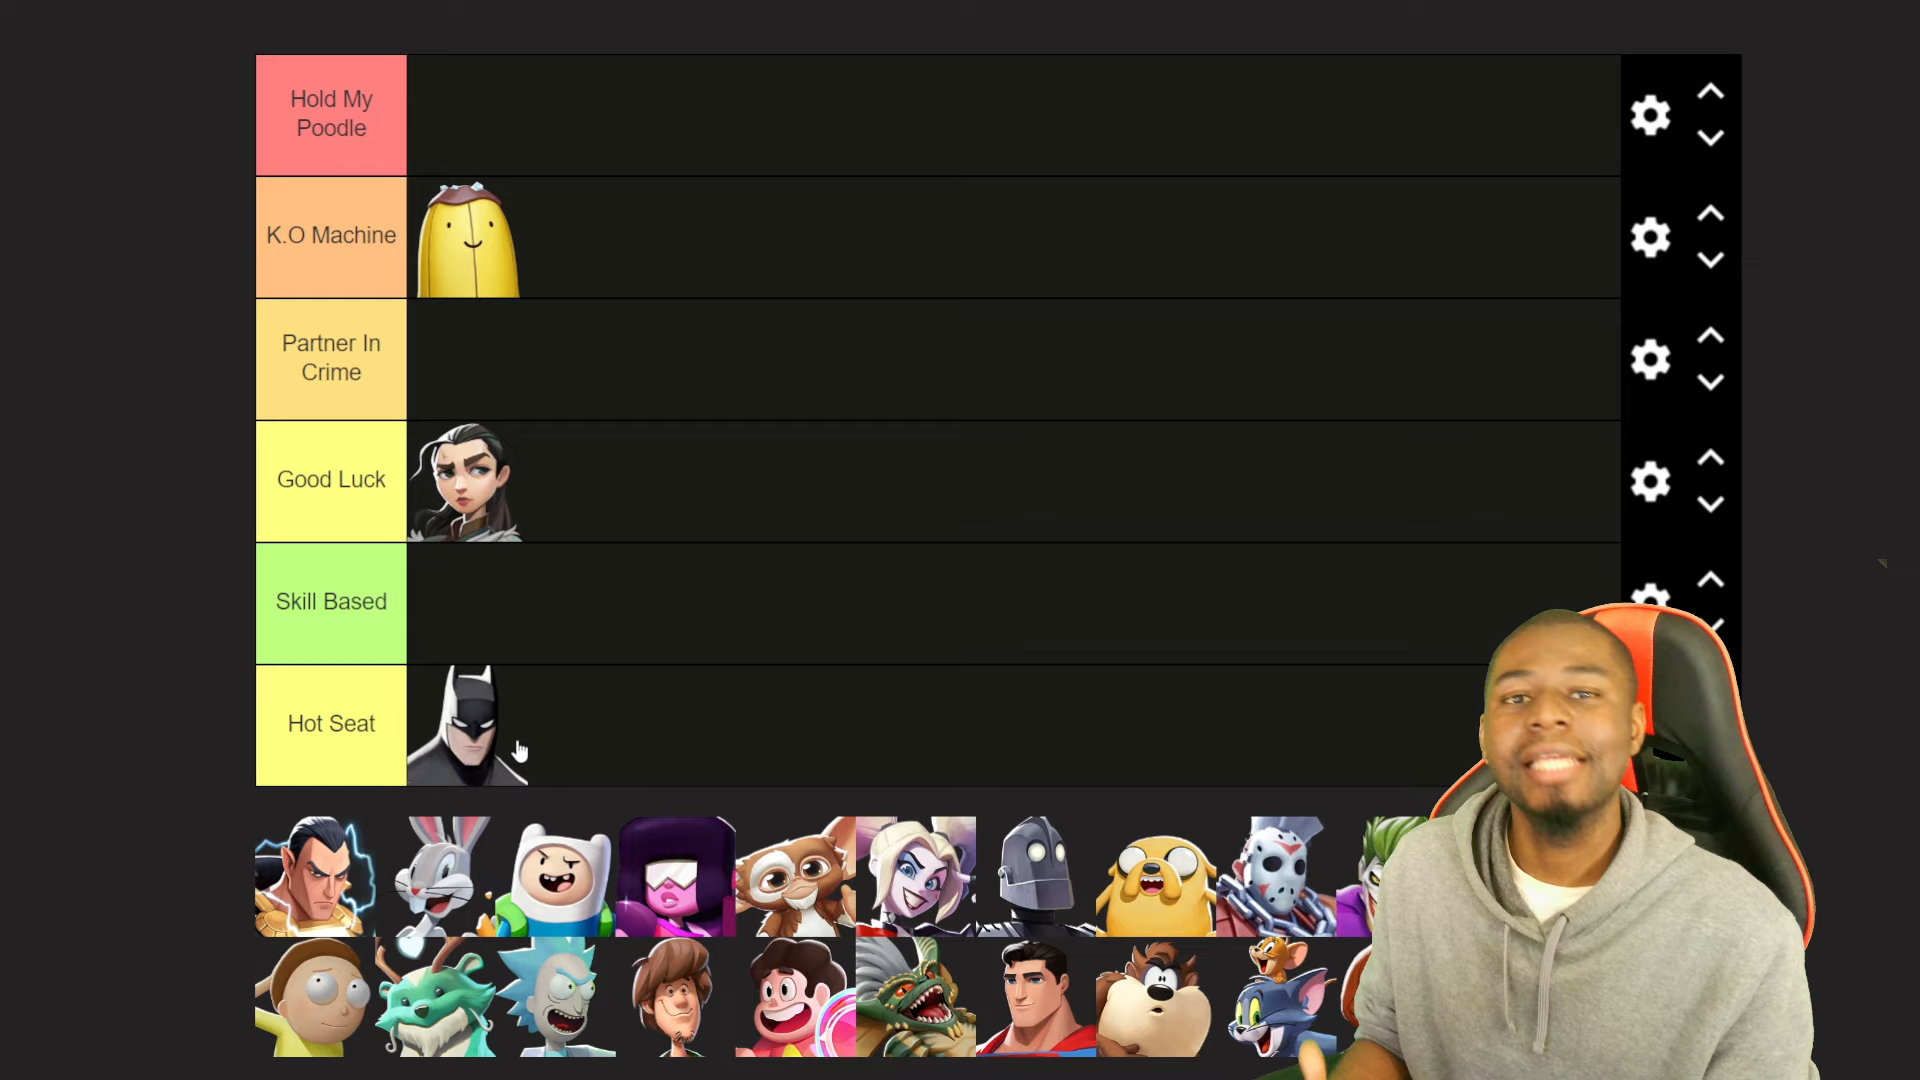 Hold My
Poodle
K.O Machine
Partner In
Crime
Good Luck
Skill Based
Hot Seat